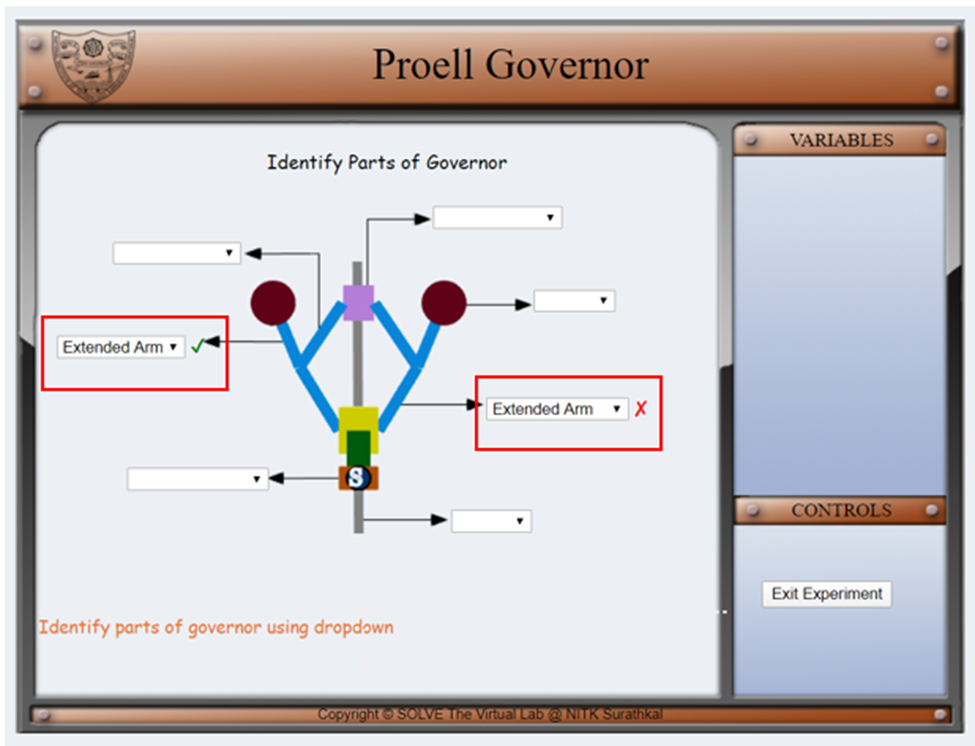 Proell Governor
VARIABLES
Identify Parts of Governor
Extended Arm
Extended Arm
S
CONTROLS
Exit Experiment
Identify parts of governor using dropdown
Copyright © SOLVE The Virtual Lab @ NITK Surathkal